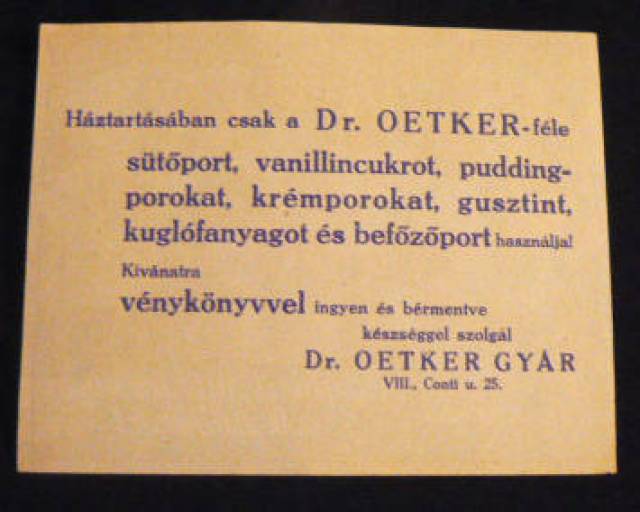 Háztartásában csak a Dr. OETKER-féle
sütőport, vanillincukrot, pudding-
porokat, krémporokat, gusztint,
kuglófanyagot és befőzőport használja!
Kívánatra
vénykönyvvel ingyen és bérmentve
készséggel szolgál
Dr. OETKER GYÁR
VIII., Conti u. 25.